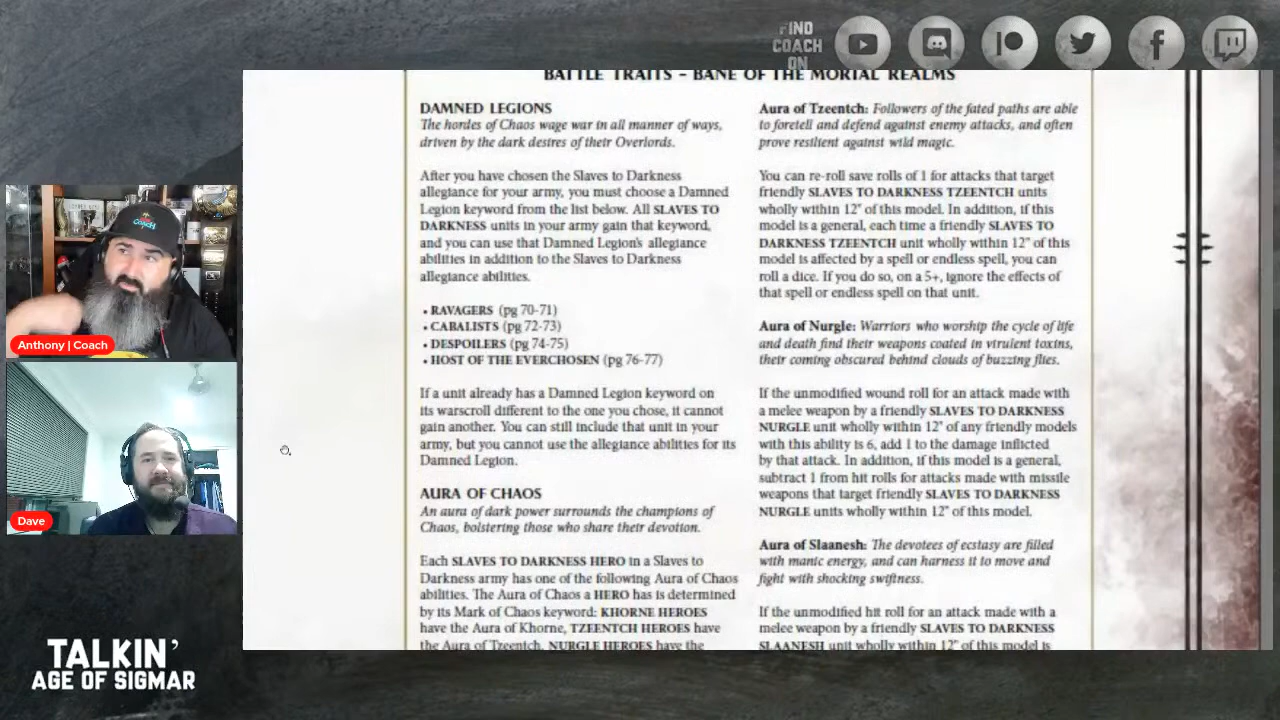 FIND
COACH
ON
BATTLE TRAITS – BANE OF THE MORTAL REALMS
DAMNED LEGIONS
The hordes of Chaos wage war in all manner of ways,
driven by the dark desires of their Overlords.
After you have chosen the Slaves to Darkness
allegiance for your army, you must choose a Damned
Legion keyword from the list below. All SLAVES TO
DARKNESS units in your army gain that keyword,
and you can use that Damned Legion's allegiance
abilities in addition to the Slaves to Darkness
allegiance abilities.
• RAVAGERS (pg 70-71)
• CABALISTS (pg 72-73)
• DESPOILERS (pg 74-75)
• HOST OF THE EVERCHOSEN (pg 76-77)
If a unit already has a Damned Legion keyword on
its warscroll different to the one you chose, it cannot
gain another. You can still include that unit in your
army, but you cannot use the allegiance abilities for its
Damned Legion.
AURA OF CHAOS
An aura of dark power surrounds the champions of
Chaos, bolstering those who share their devotion.
Each SLAVES TO DARKNESS HERO in a Slaves to
Darkness army has one of the following Aura of Chaos
abilities. The Aura of Chaos a HERO has is determined
by its Mark of Chaos keyword: KHORNE HEROES
have the Aura of Khorne, TZEENTCH HEROES have
the Aura of Tzeentch, NURGLE HEROES have the
Aura of Tzeentch: Followers of the fated paths are able
to foretell and defend against enemy attacks, and often
prove resilient against wild magic.
You can re-roll save rolls of 1 for attacks that target
friendly SLAVES TO DARKNESS TZEENTCH units
wholly within 12" of this model. In addition, if this
model is a general, each time a friendly SLAVES TO
DARKNESS TZEENTCH unit wholly within 12" of this
model is affected by a spell or endless spell, you can
roll a dice. If you do so, on a 5+, ignore the effects of
that spell or endless spell on that unit.
Aura of Nurgle: Warriors who worship the cycle of life
and death find their weapons coated in virulent toxins,
their coming obscured behind clouds of buzzing flies.
If the unmodified wound roll for an attack made with
a melee weapon by a friendly SLAVES TO DARKNESS
NURGLE unit wholly within 12" of any friendly models
with this ability is 6, add 1 to the damage inflicted
by that attack. In addition, if this model is a general,
subtract 1 from hit rolls for attacks made with missile
weapons that target friendly SLAVES TO DARKNESS
NURGLE units wholly within 12" of this model.
Aura of Slaanesh: The devotees of ecstasy are filled
with manic energy, and can harness it to move and
fight with shocking swiftness.
If the unmodified hit roll for an attack made with a
melee weapon by a friendly SLAVES TO DARKNESS
SLAANESH unit wholly within 12" of this model is
COACH
Anthony | Coach
Dave
TALKIN'
AGE OF SIGMAR